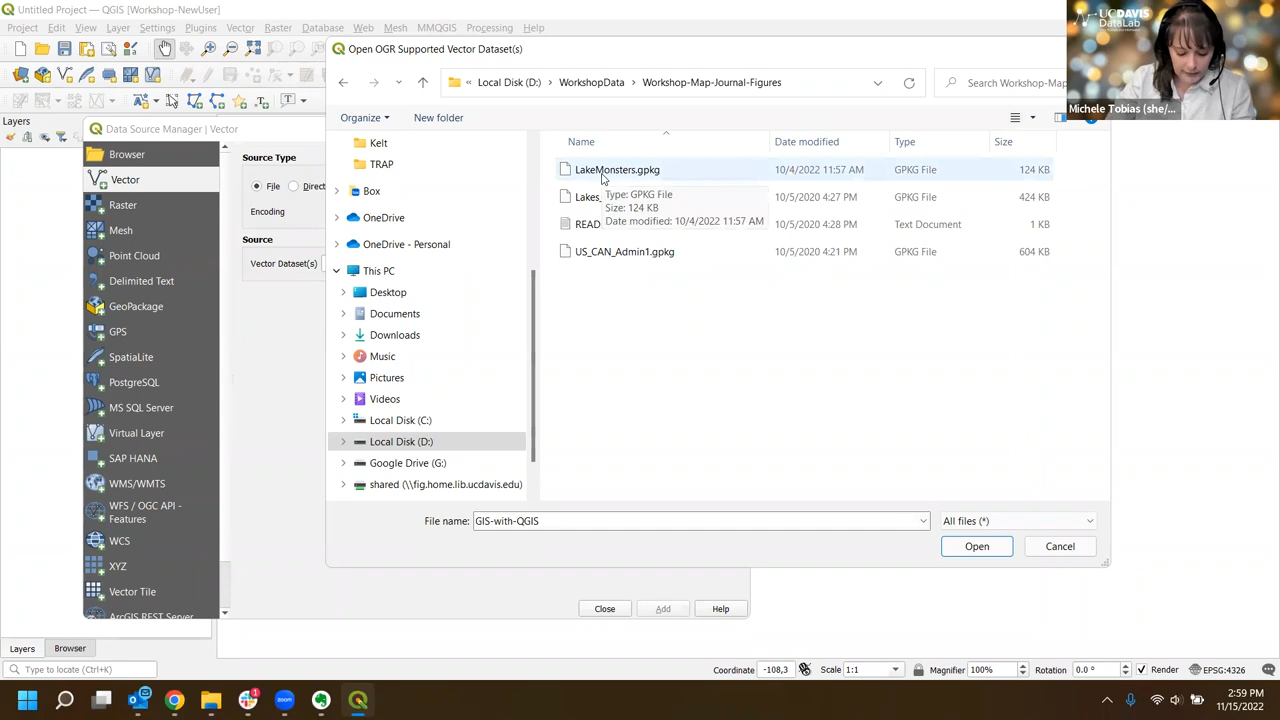 Untitled Project - QGIS [Workshop-NewUser]
Project Edit View Layer Settings Plugins Vector Raster Database Web Mesh MMQGIS Processing Help
UCDAVIS
DataLab
Michele Tobias (she/...
Layers
Data Source Manager | Vector
Browser
Vector
Raster
Mesh
Point Cloud
Delimited Text
GeoPackage
GPS
SpatiaLite
PostgreSQL
MS SQL Server
Virtual Layer
SAP HANA
WMS/WMTS
WFS / OGC API -
Features
WCS
XYZ
Vector Tile
ArcGIS REST Server
Source Type
File Direct
Encoding
Source
Vector Dataset(s)
Close Add Help
Open OGR Supported Vector Dataset(s)
« Local Disk (D:) > WorkshopData > Workshop-Map-Journal-Figures
Search Workshop-Ma
Organize New folder
Kelt
TRAP
Box
OneDrive
OneDrive - Personal
This PC
Desktop
Documents
Downloads
Music
Pictures
Videos
Local Disk (C:)
Local Disk (D:)
Google Drive (G:)
shared (\\fig.home.lib.ucdavis.edu)
Name Date modified Type Size
LakeMonsters.gpkg 10/4/2022 11:57 AM GPKG File 124 KB
Lakes_ 10/5/2020 4:27 PM GPKG File 424 KB
READ 10/5/2020 4:28 PM Text Document 1 KB
US_CAN_Admin1.gpkg 10/5/2020 4:21 PM GPKG File 604 KB
Type: GPKG File
Size: 124 KB
Date modified: 10/4/2022 11:57 AM
File name: GIS-with-QGIS All files (*)
Open Cancel
Layers Browser
Type to locate (Ctrl+K)
Coordinate -108,3 Scale 1:1 Magnifier 100% Rotation 0.0 ° Render EPSG:4326
1
zoom
2:59 PM
11/15/2022